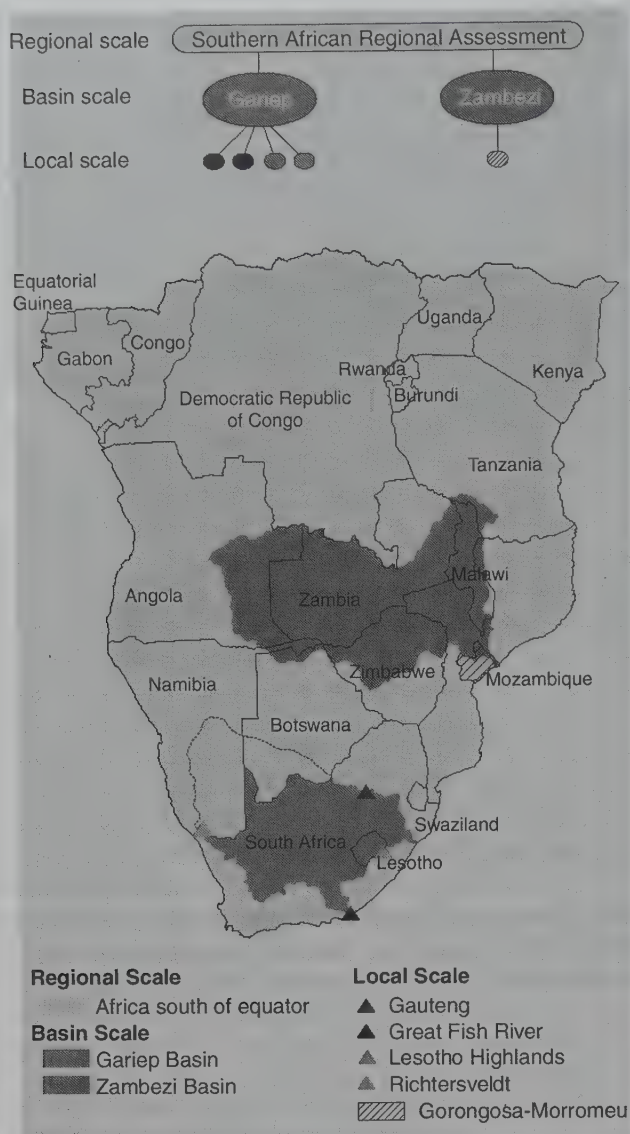 Regional scale
Southern African Regional Assessment
Basin scale
Gariep
Zambezi
Local scale
Equatorial
Guinea
Gabon
Congo
Uganda
Kenya
Rwanda
Burundi
Democratic Republic
of Congo
Tanzania
Angola
Zambia
Malawi
Namibia
Zimbabwe
Mozambique
Botswana
Swaziland
South Africa
Lesotho
Regional Scale
Africa south of equator
Basin Scale
Gariep Basin
Zambezi Basin
Local Scale
Gauteng
Great Fish River
Lesotho Highlands
Richtersveldt
Gorongosa-Morromeu